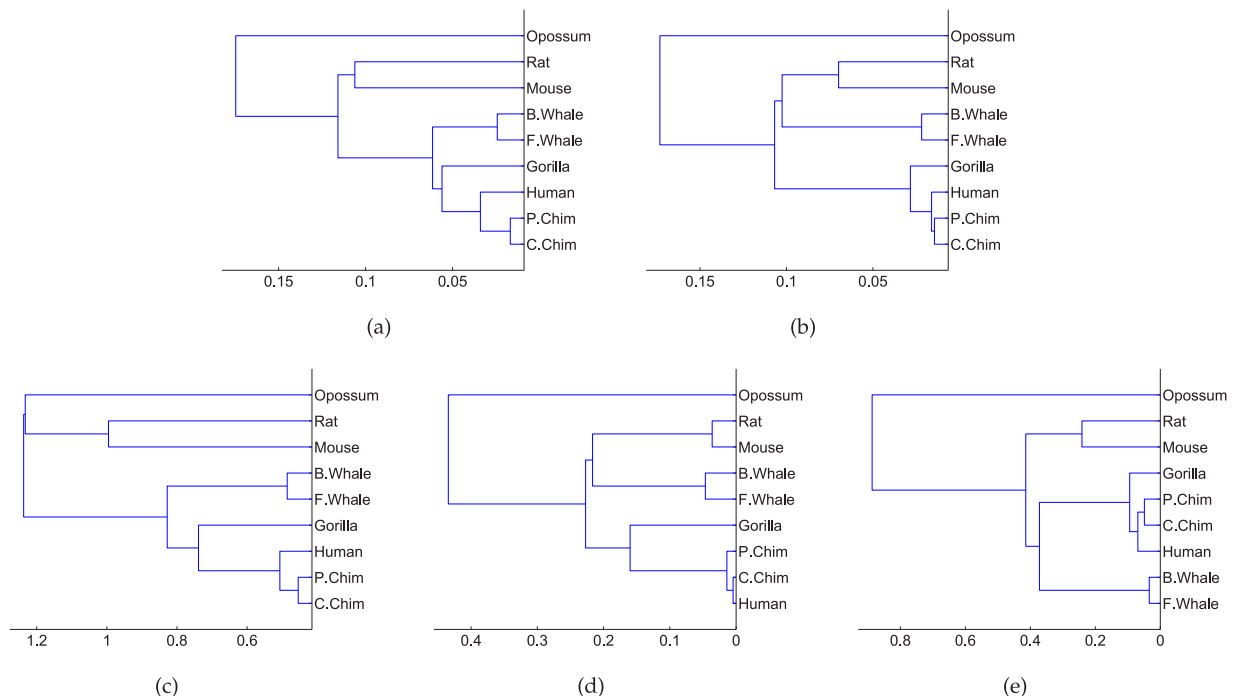 Opossum
Rat
Mouse
B.Whale
F.Whale
Gorilla
Human
P.Chim
C.Chim
0.15 0.1 0.05
(a)
Opossum
Rat
Mouse
B.Whale
F.Whale
Gorilla
Human
P.Chim
C.Chim
0.15 0.1 0.05
(b)
Opossum
Rat
Mouse
B.Whale
F.Whale
Gorilla
Human
P.Chim
C.Chim
1.2 1 0.8 0.6
(c)
Opossum
Rat
Mouse
B.Whale
F.Whale
Gorilla
P.Chim
C.Chim
Human
0.4 0.3 0.2 0.1 0
(d)
Opossum
Rat
Mouse
Gorilla
P.Chim
C.Chim
Human
B.Whale
F.Whale
0.8 0.6 0.4 0.2 0
(e)